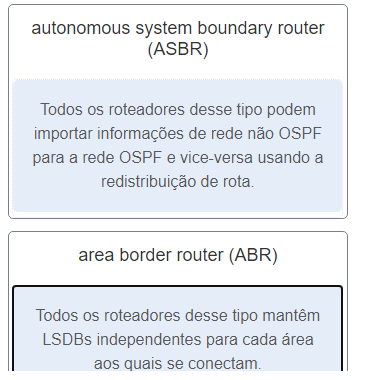 autonomous system boundary router
(ASBR)
Todos os roteadores desse tipo podem
importar informações de rede não OSPF
para a rede OSPF e vice-versa usando a
redistribuição de rota.
area border router (ABR)
Todos os roteadores desse tipo mantêm
LSDBs independentes para cada área
aos quais se conectam.